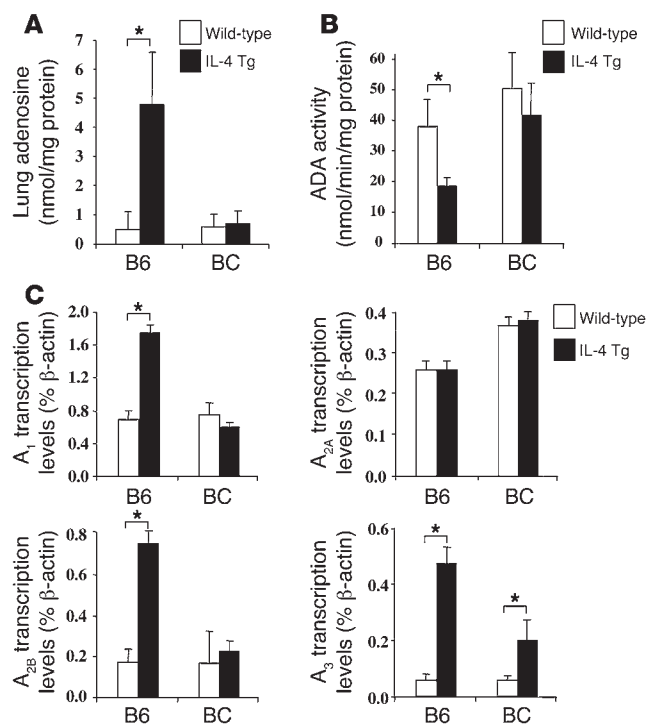 A
Wild-type
IL-4 Tg
*
Lung adenosine
(nmol/mg protein)
7
6
5
4
3
2
1
0
B6
BC
B
Wild-type
IL-4 Tg
*
ADA activity
(nmol/min/mg protein)
60
50
40
30
20
10
0
B6
BC
C
*
A1 transcription
levels (% β-actin)
2.0
1.6
1.2
0.8
0.4
0.0
B6
BC
Wild-type
IL-4 Tg
A2A transcription
levels (% β-actin)
0.4
0.3
0.2
0.1
0.0
B6
BC
*
A2B transcription
levels (% β-actin)
0.8
0.6
0.4
0.2
0.0
B6
BC
*
*
A3 transcription
levels (% β-actin)
0.6
0.4
0.2
0.0
B6
BC